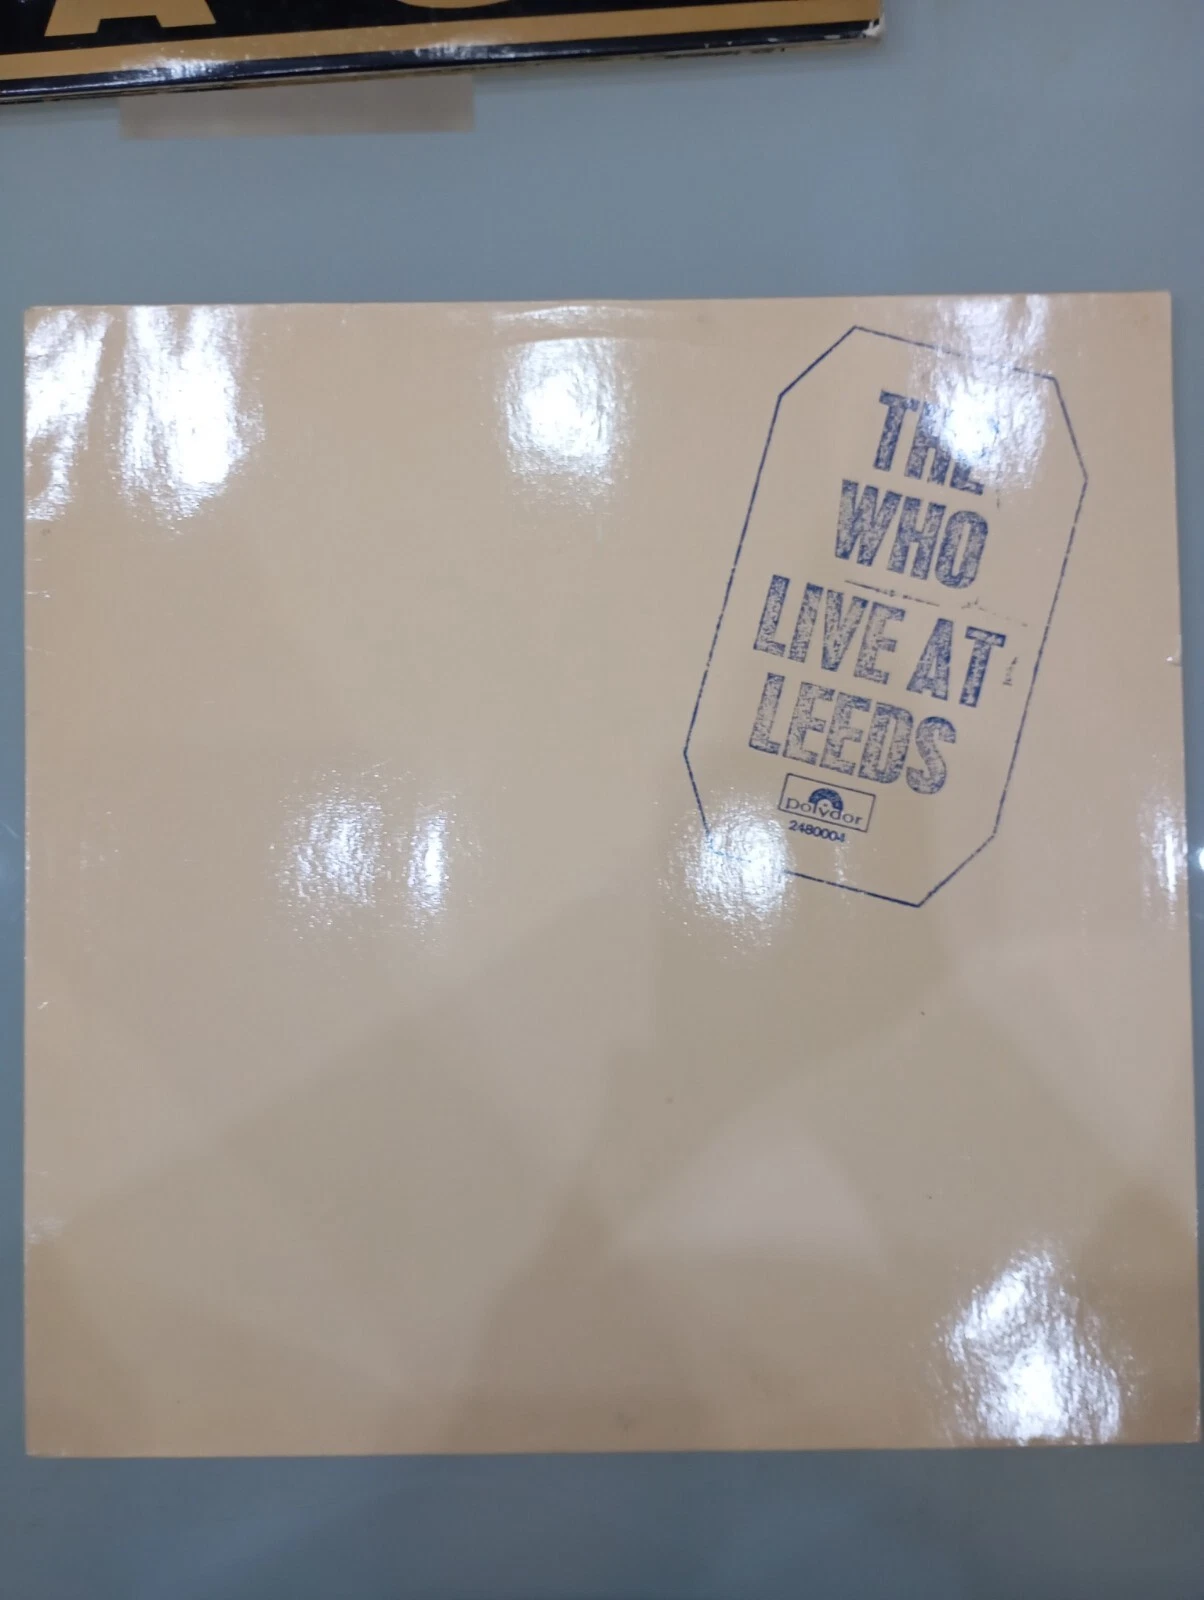 THE
WHO
LIVE AT
LEEDS
polydor
2480004